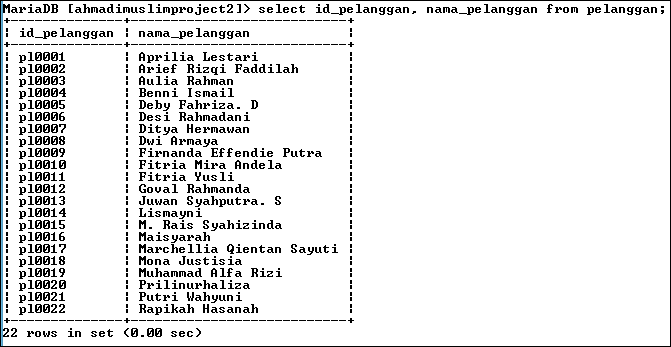 MariaDB [ahmadimuslimproject2]> select id_pelanggan, nama_pelanggan from pelanggan;
+--------------+--------------------------+
| id_pelanggan | nama_pelanggan           |
+--------------+--------------------------+
| pl0001       | Aprilia Lestari          |
| pl0002       | Arief Rizqi Faddilah     |
| pl0003       | Aulia Rahman             |
| pl0004       | Benni Ismail             |
| pl0005       | Deby Fahriza. D          |
| pl0006       | Desi Rahmadani           |
| pl0007       | Ditya Hermawan           |
| pl0008       | Dwi Armaya               |
| pl0009       | Firnanda Effendie Putra  |
| pl0010       | Fitria Mira Andela       |
| pl0011       | Fitria Yusli             |
| pl0012       | Goval Rahmanda           |
| pl0013       | Juwan Syahputra. S       |
| pl0014       | Lismayni                 |
| pl0015       | M. Rais Syahizinda       |
| pl0016       | Maisyarah                |
| pl0017       | Marchellia Qientan Sayuti |
| pl0018       | Mona Justisia            |
| pl0019       | Muhammad Alfa Rizi       |
| pl0020       | Prilinurhaliza           |
| pl0021       | Putri Wahyuni            |
| pl0022       | Rapikah Hasanah          |
+--------------+--------------------------+
22 rows in set (0.00 sec)